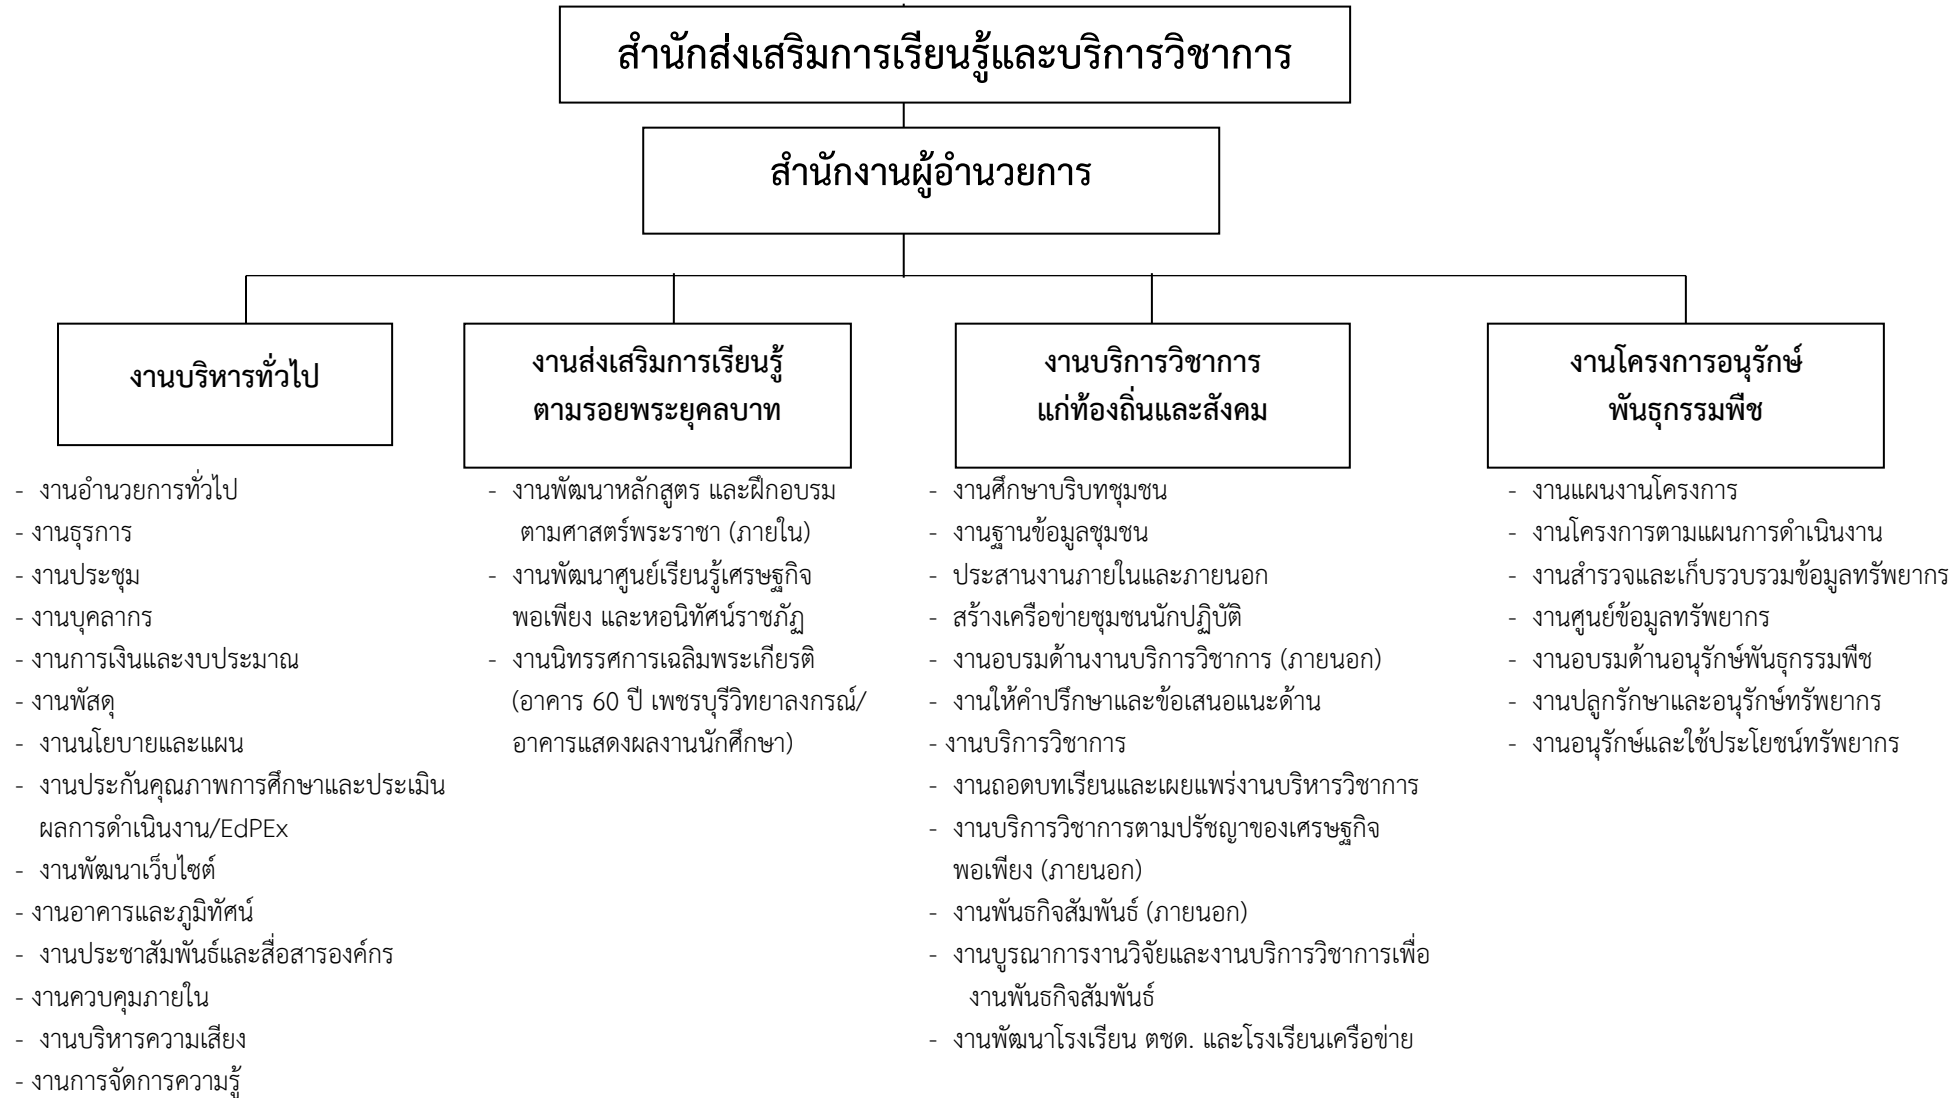 สำนักส่งเสริมการเรียนรู้และบริการวิชาการ
สำนักงานผู้อำนวยการ
งานบริหารทั่วไป
- งานอำนวยการทั่วไป
- งานธุรการ
- งานประชุม
- งานบุคลากร
- งานการเงินและงบประมาณ
- งานพัสดุ
- งานนโยบายและแผน
- งานประกันคุณภาพการศึกษาและประเมิน
ผลการดำเนินงาน/EdPEx
- งานพัฒนาเว็บไซต์
- งานอาคารและภูมิทัศน์
- งานประชาสัมพันธ์และสื่อสารองค์กร
- งานควบคุมภายใน
- งานบริหารความเสียง
- งานการจัดการความรู้
งานส่งเสริมการเรียนรู้
ตามรอยพระยุคลบาท
- งานพัฒนาหลักสูตร และฝึกอบรม
ตามศาสตร์พระราชา (ภายใน)
- งานพัฒนาศูนย์เรียนรู้เศรษฐกิจ
พอเพียง และหอนิทัศน์ราชภัฏ
- งานนิทรรศการเฉลิมพระเกียรติ
(อาคาร 60 ปี เพชรบุรีวิทยาลงกรณ์/
อาคารแสดงผลงานนักศึกษา)
งานบริการวิชาการ
แก่ท้องถิ่นและสังคม
- งานศึกษาบริบทชุมชน
- งานฐานข้อมูลชุมชน
- ประสานงานภายในและภายนอก
- สร้างเครือข่ายชุมชนนักปฏิบัติ
- งานอบรมด้านงานบริการวิชาการ (ภายนอก)
- งานให้คำปรึกษาและข้อเสนอแนะด้าน
- งานบริการวิชาการ
- งานถอดบทเรียนและเผยแพร่งานบริหารวิชาการ
- งานบริการวิชาการตามปรัชญาของเศรษฐกิจ
พอเพียง (ภายนอก)
- งานพันธกิจสัมพันธ์ (ภายนอก)
- งานบูรณาการงานวิจัยและงานบริการวิชาการเพื่อ
งานพันธกิจสัมพันธ์
- งานพัฒนาโรงเรียน ตชด. และโรงเรียนเครือข่าย
งานโครงการอนุรักษ์
พันธุกรรมพืช
- งานแผนงานโครงการ
- งานโครงการตามแผนการดำเนินงาน
- งานสำรวจและเก็บรวบรวมข้อมูลทรัพยากร
- งานศูนย์ข้อมูลทรัพยากร
- งานอบรมด้านอนุรักษ์พันธุกรรมพืช
- งานปลูกรักษาและอนุรักษ์ทรัพยากร
- งานอนุรักษ์และใช้ประโยชน์ทรัพยากร